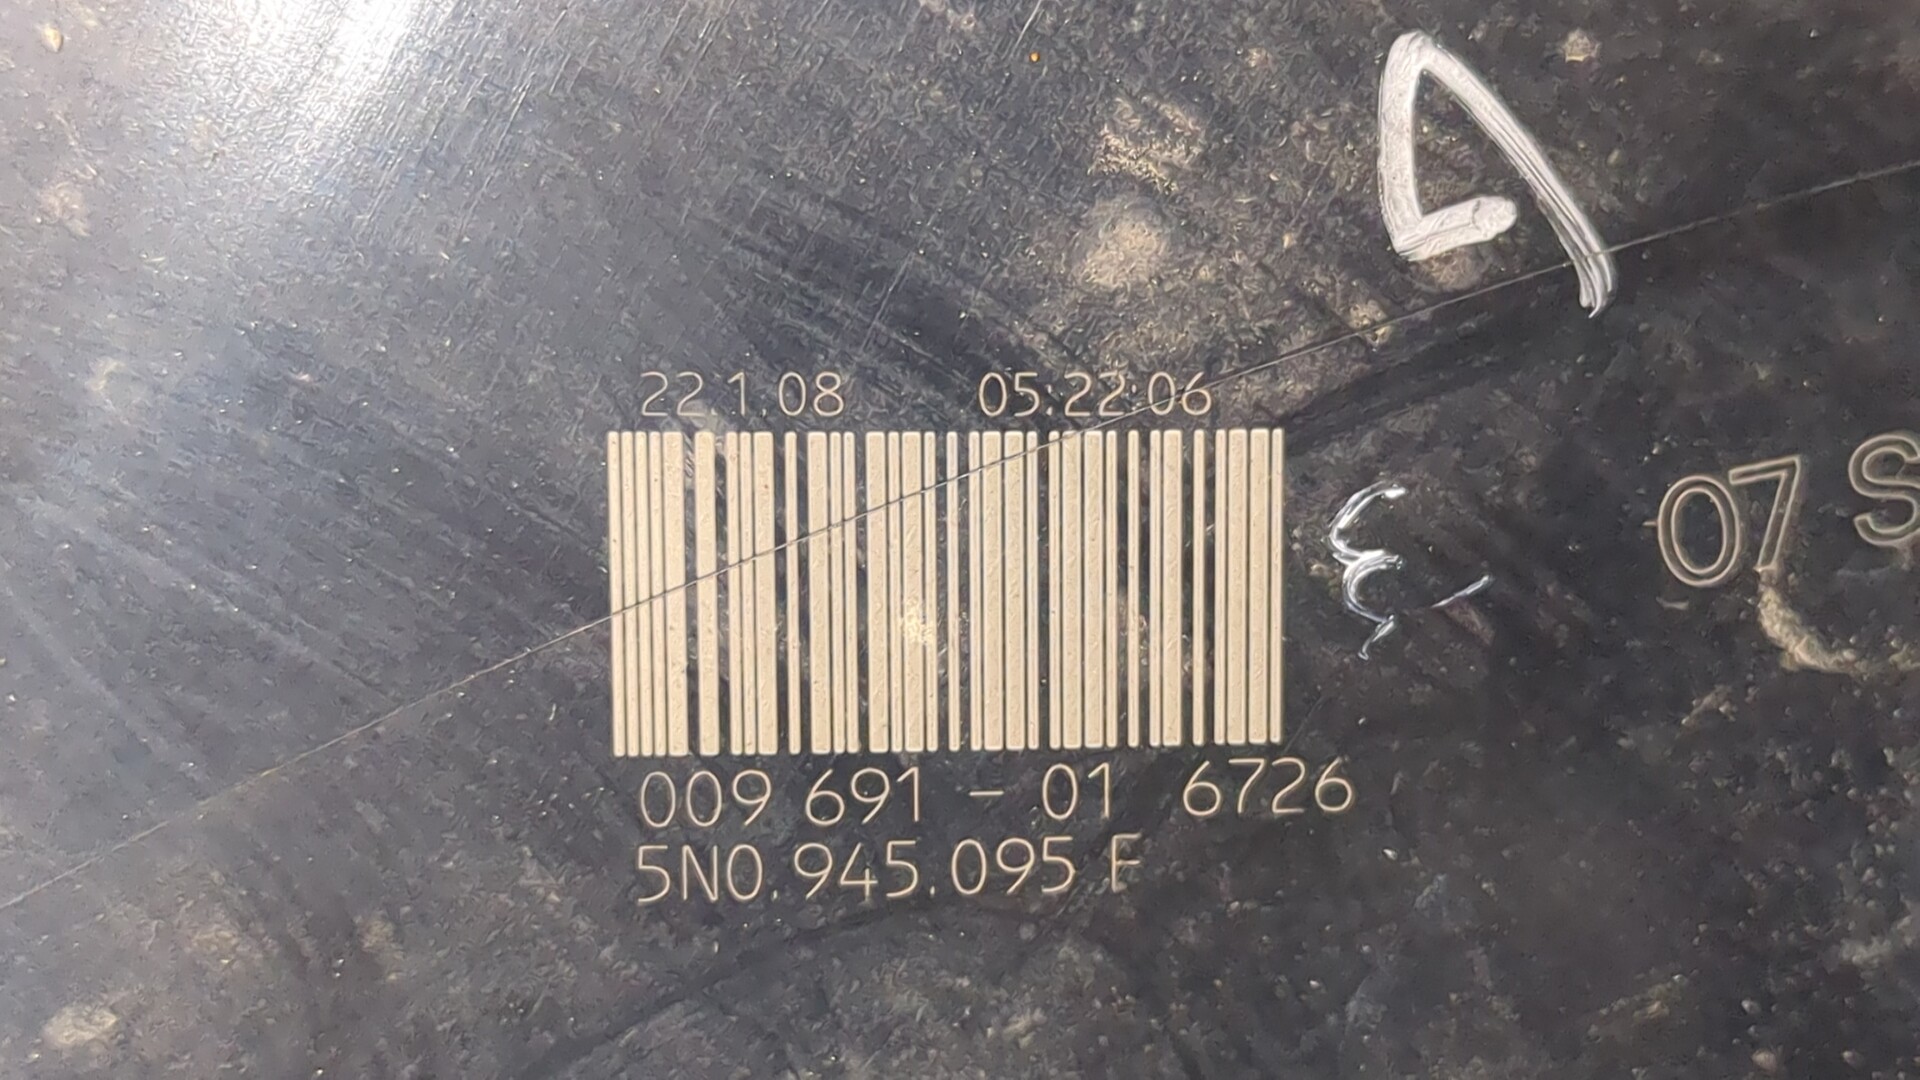 22 1.08 05:22:06
07 S
009 691 - 01 6726
5N0.945.095 F